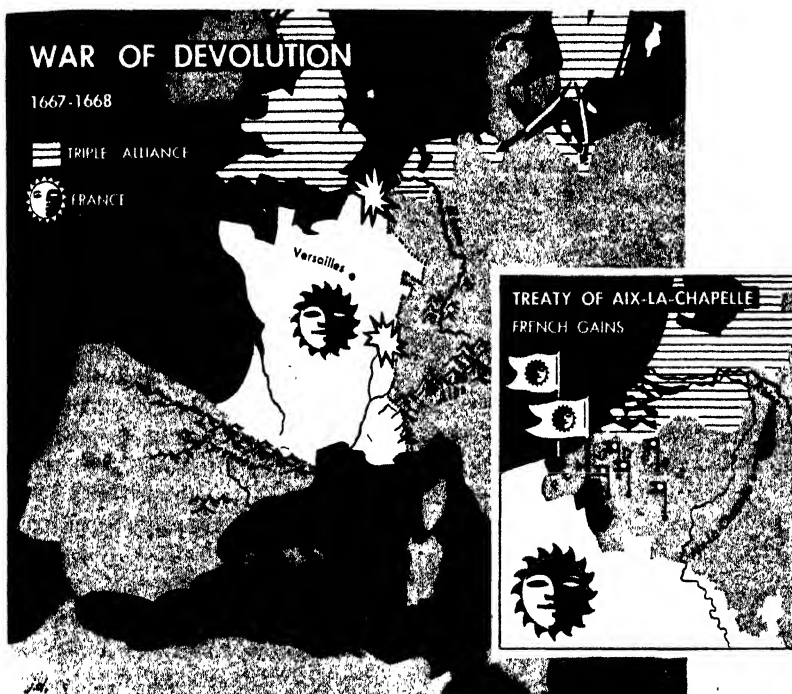 WAR OF DEVOLUTION
1667-1668
TRIPLE ALLIANCE
FRANCE
Versailles
TREATY OF AIX-LA-CHAPELLE
FRENCH GAINS